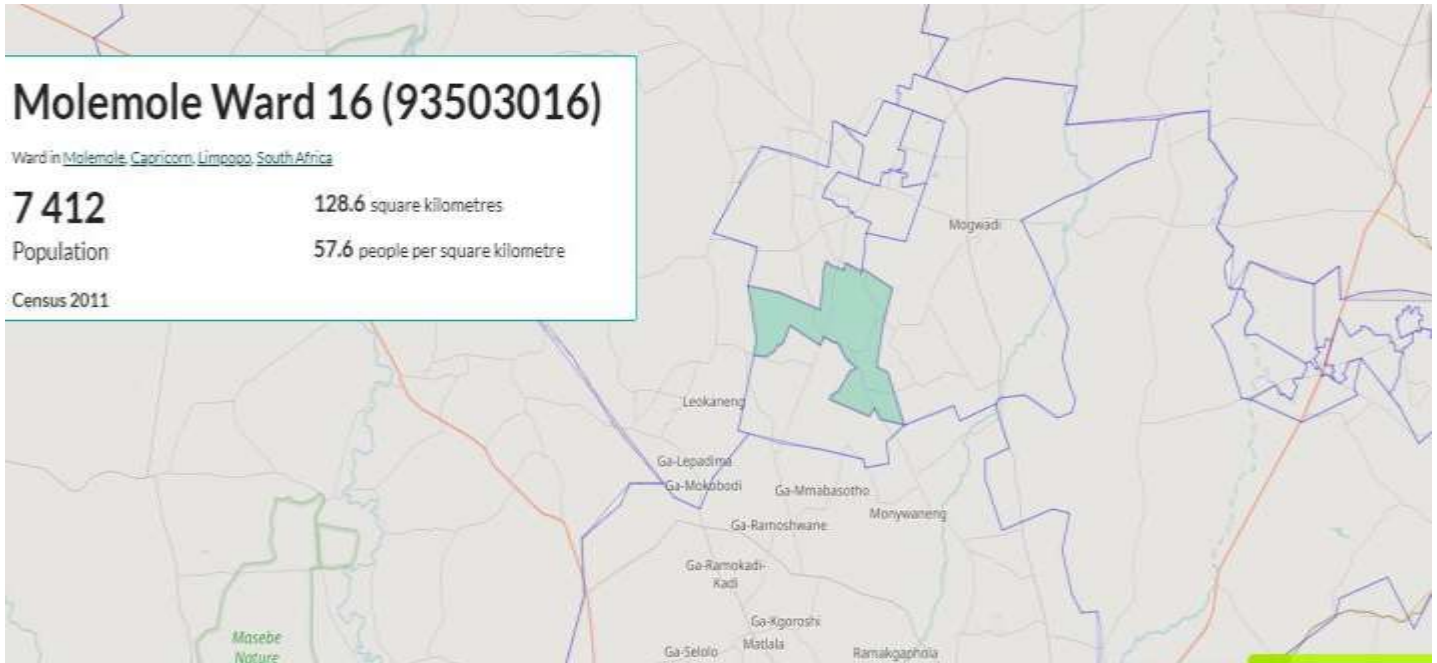 Molemole Ward 16 (93503016)
Ward in Molemole, Capricorn, Limpopo, South Africa
7 412
Population
128.6 square kilometres
57.6 people per square kilometre
Census 2011
Mogwadi
Leokaneng
Ga-Lepadima
Ga-Mokobodi
Ga-Mmabasotho
Monywaneng
Ga-Ramoshwane
Ga-Ramokadi-
Kadi
Ga-Kgoroshi
Matlala
Ga-Selolo
Ramakgaphola
Masebe
Nature